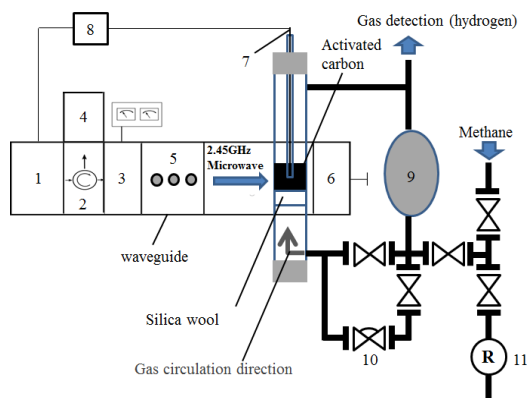 Gas detection (hydrogen)
8
7
Activated
carbon
Methane
4
2.45GHz
Microwave
5
1
2
3
6
9
waveguide
Silica wool
10
R
11
Gas circulation direction